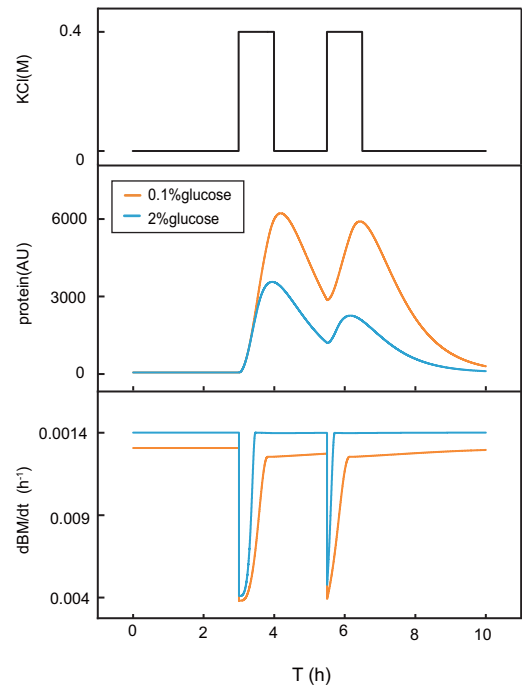 KCl(M)
0.4
0
protein(AU)
6000
3000
0
0.1%glucose
2%glucose
dBM/dt (h⁻¹)
0.0014
0.009
0.004
0 2 4 6 8 10
T (h)